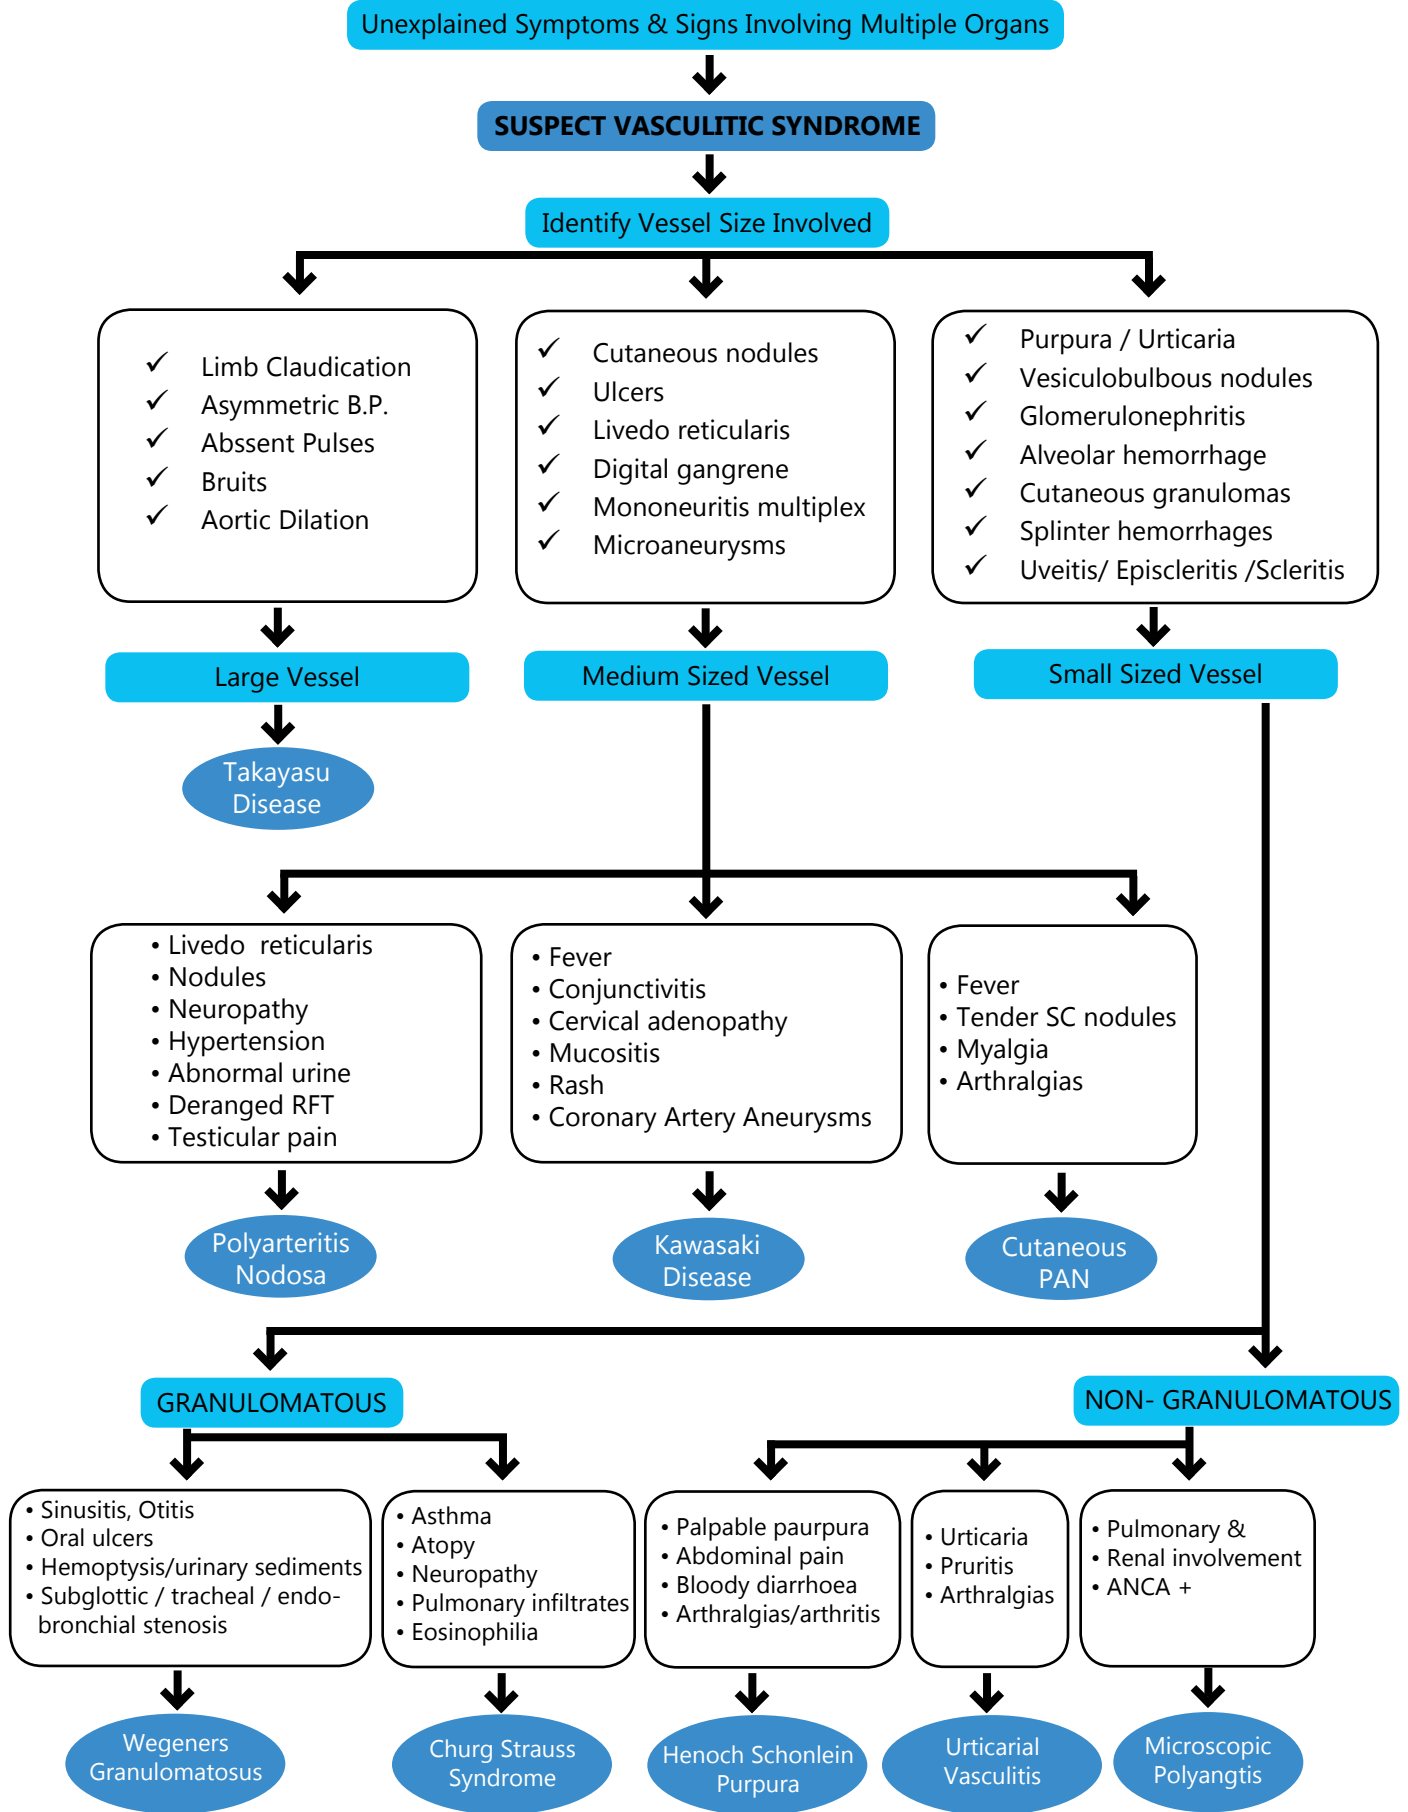 Unexplained Symptoms & Signs Involving Multiple Organs
SUSPECT VASCULITIC SYNDROME
Identify Vessel Size Involved
✓ Limb Claudication
✓ Asymmetric B.P.
✓ Abssent Pulses
✓ Bruits
✓ Aortic Dilation
✓ Cutaneous nodules
✓ Ulcers
✓ Livedo reticularis
✓ Digital gangrene
✓ Mononeuritis multiplex
✓ Microaneurysms
✓ Purpura / Urticaria
✓ Vesiculobulbous nodules
✓ Glomerulonephritis
✓ Alveolar hemorrhage
✓ Cutaneous granulomas
✓ Splinter hemorrhages
✓ Uveitis/ Episcleritis /Scleritis
Large Vessel
Medium Sized Vessel
Small Sized Vessel
Takayasu
Disease
• Livedo reticularis
• Nodules
• Neuropathy
• Hypertension
• Abnormal urine
• Deranged RFT
• Testicular pain
• Fever
• Conjunctivitis
• Cervical adenopathy
• Mucositis
• Rash
• Coronary Artery Aneurysms
• Fever
• Tender SC nodules
• Myalgia
• Arthralgias
Polyarteritis
Nodosa
Kawasaki
Disease
Cutaneous
PAN
GRANULOMATOUS
NON- GRANULOMATOUS
• Sinusitis, Otitis
• Oral ulcers
• Hemoptysis/urinary sediments
• Subglottic / tracheal / endo-
bronchial stenosis
• Asthma
• Atopy
• Neuropathy
• Pulmonary infiltrates
• Eosinophilia
• Palpable paurpura
• Abdominal pain
• Bloody diarrhoea
• Arthralgias/arthritis
• Urticaria
• Pruritis
• Arthralgias
• Pulmonary &
• Renal involvement
• ANCA +
Wegeners
Granulomatosus
Churg Strauss
Syndrome
Henoch Schonlein
Purpura
Urticarial
Vasculitis
Microscopic
Polyangtis